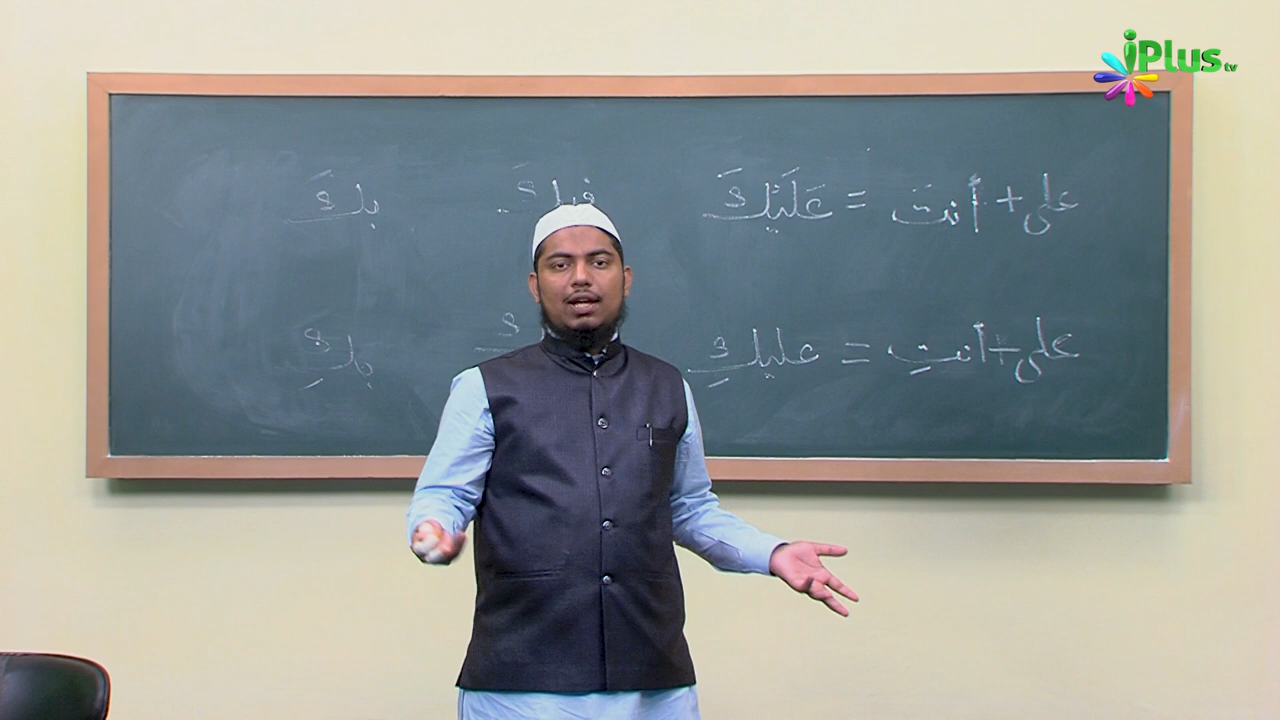 iPlus tv
على + أنتَ = عَلَيْكَ فيكَ بكَ
على + أنتِ = عليكِ بكِ